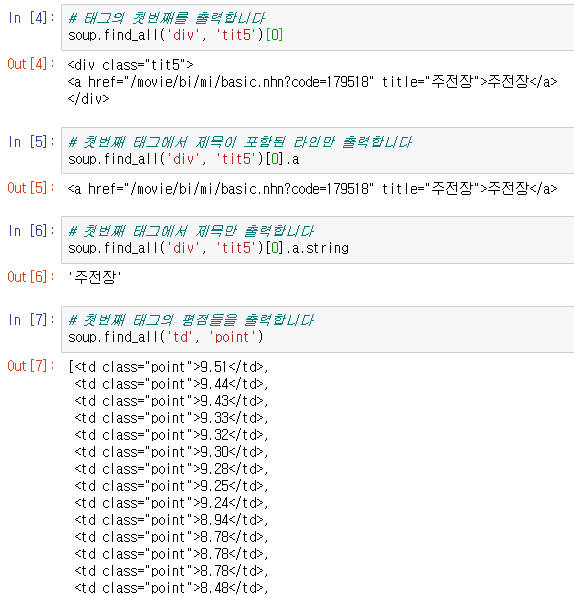 In [4]: # 태그의 첫번째를 출력합니다
soup.find_all('div', 'tit5')[0]
Out[4]: <div class="tit5">
<a href="/movie/bi/mi/basic.nhn?code=179518" title="주전장">주전장</a>
</div>
In [5]: # 첫번째 태그에서 제목이 포함된 라인만 출력합니다
soup.find_all('div', 'tit5')[0].a
Out[5]: <a href="/movie/bi/mi/basic.nhn?code=179518" title="주전장">주전장</a>
In [6]: # 첫번째 태그에서 제목만 출력합니다
soup.find_all('div', 'tit5')[0].a.string
Out[6]: '주전장'
In [7]: # 첫번째 태그의 평점들을 출력합니다
soup.find_all('td', 'point')
Out[7]: [<td class="point">9.51</td>,
<td class="point">9.44</td>,
<td class="point">9.43</td>,
<td class="point">9.33</td>,
<td class="point">9.32</td>,
<td class="point">9.30</td>,
<td class="point">9.28</td>,
<td class="point">9.25</td>,
<td class="point">9.24</td>,
<td class="point">8.94</td>,
<td class="point">8.78</td>,
<td class="point">8.78</td>,
<td class="point">8.78</td>,
<td class="point">8.48</td>,